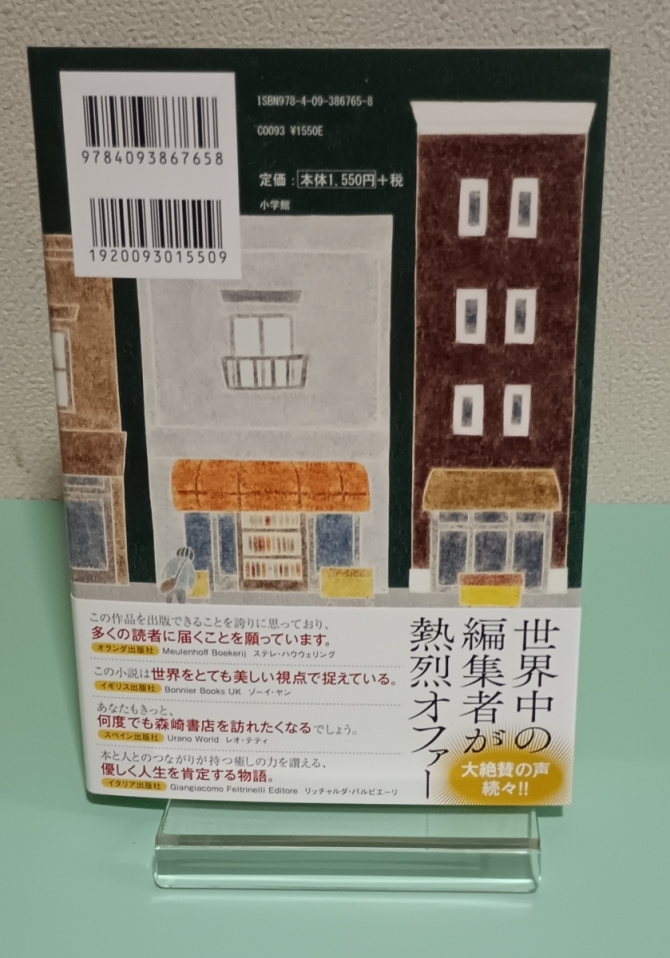 9784093867658
1920093015509
ISBN978-4-09-386765-8
C0093 ¥1550E
定価：本体1,550円＋税
小学館
この作品を出版できることを誇りに思っており、
多くの読者に届くことを願っています。
オランダ出版社 Meulenhoff Boekerij ステレ・ハウウェリング
この小説は世界をとても美しい視点で捉えている。
イギリス出版社 Bonnier Books UK ゾーイ・ヤン
あなたもきっと、
何度でも森崎書店を訪れたくなるでしょう。
スペイン出版社 Urano World レオ・テティ
本と人とのつながりが持つ癒しの力を讃える、
優しく人生を肯定する物語。
イタリア出版社 Giangiacomo Feltrinelli Editore リッチャルダ・バルビエーリ
世界中の
編集者が
熱烈オファー
大絶賛の声
続々!!